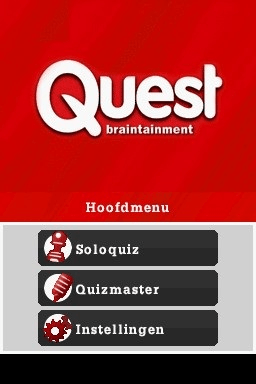 Quest
braintainment
Hoofdmenu
Soloquiz
Quizmaster
Instellingen